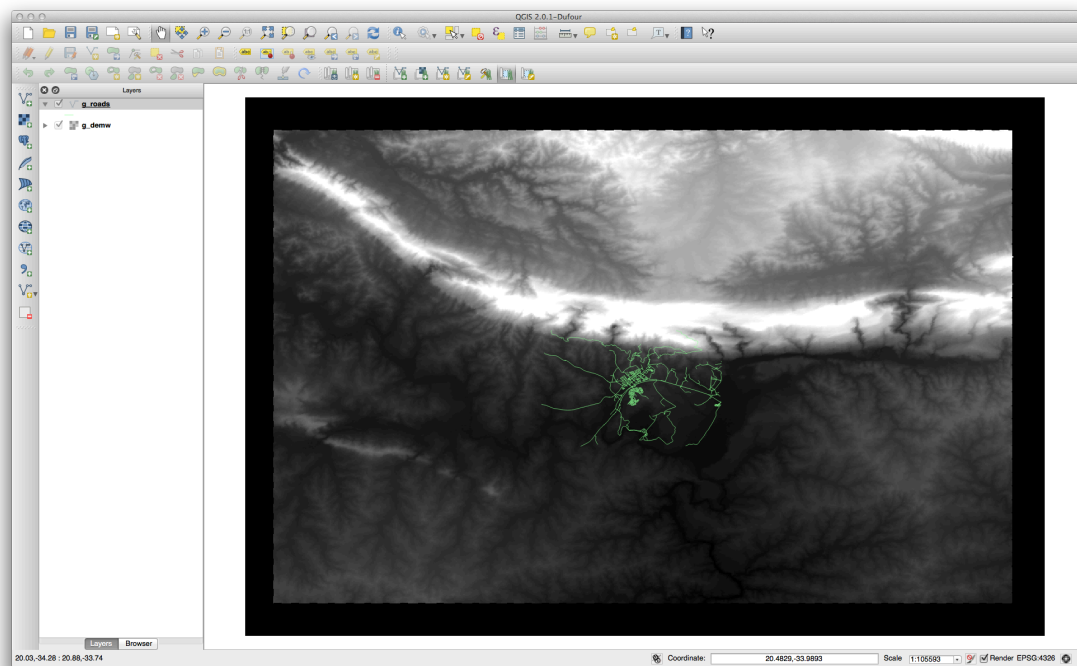 QGIS 2.0.1-Dufour
Layers
g_roads
g_demw
Layers Browser
20.03,-34.28 : 20.88,-33.74
Coordinate: 20.4829,-33.9893
Scale 1:105593
Render EPSG:4326